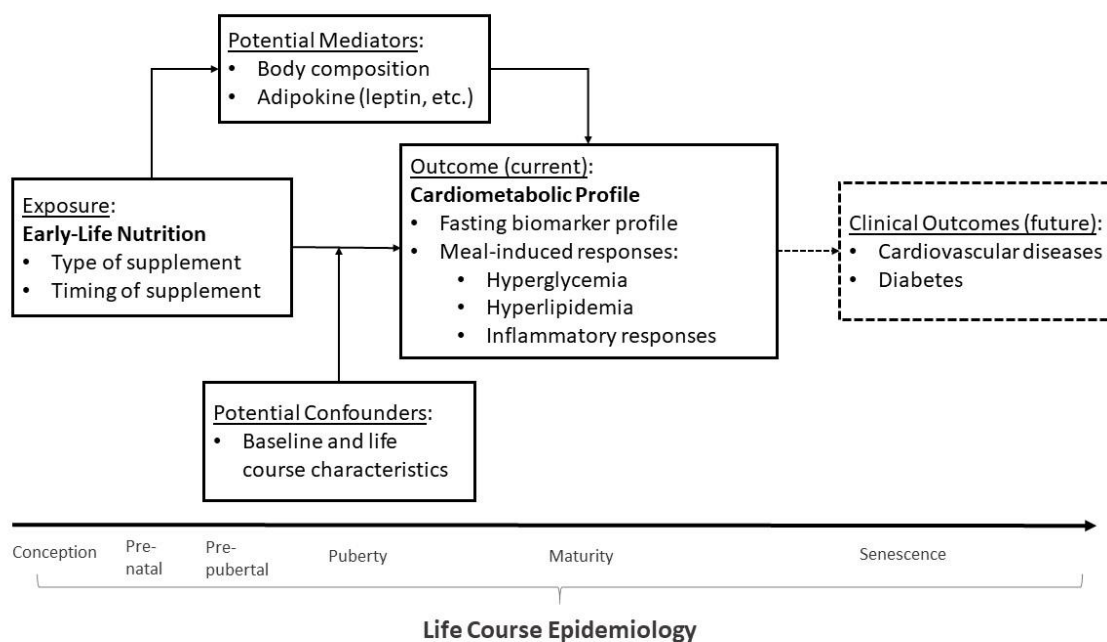 Potential Mediators:
• Body composition
• Adipokine (leptin, etc.)
Exposure:
Early-Life Nutrition
• Type of supplement
• Timing of supplement
Outcome (current):
Cardiometabolic Profile
• Fasting biomarker profile
• Meal-induced responses:
• Hyperglycemia
• Hyperlipidemia
• Inflammatory responses
Clinical Outcomes (future):
• Cardiovascular diseases
• Diabetes
Potential Confounders:
• Baseline and life
course characteristics
Conception
Pre-
natal
Pre-
pubertal
Puberty
Maturity
Senescence
Life Course Epidemiology